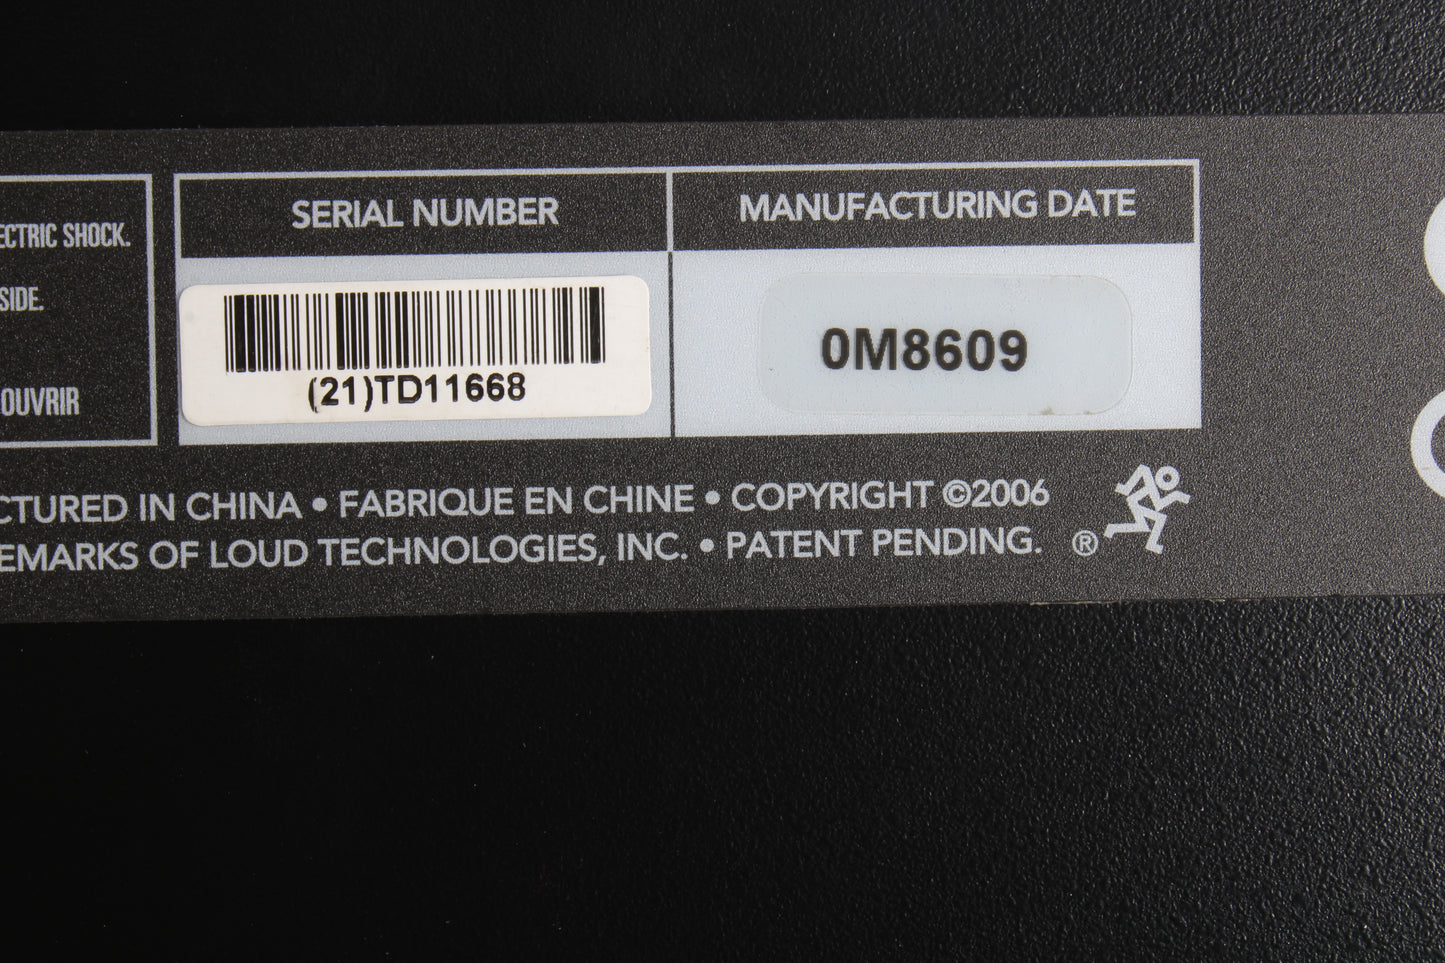 ECTRIC SHOCK.
SIDE.
OUVRIR
SERIAL NUMBER
(21)TD11668
MANUFACTURING DATE
0M8609
CTURED IN CHINA • FABRIQUE EN CHINE • COPYRIGHT ©2006
EMARKS OF LOUD TECHNOLOGIES, INC. • PATENT PENDING. ®